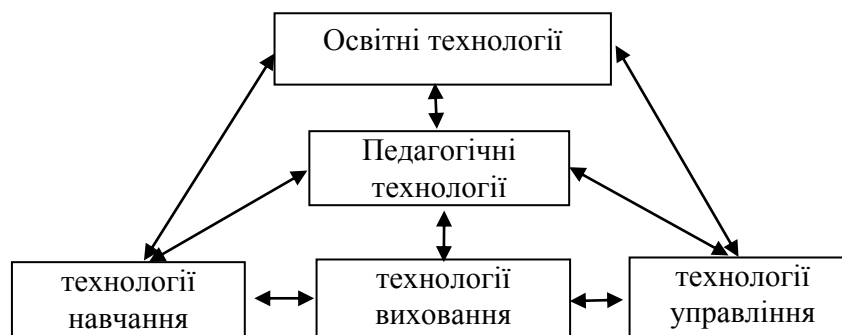 Освітні технології
Педагогічні
технології
технології
навчання
технології
виховання
технології
управління